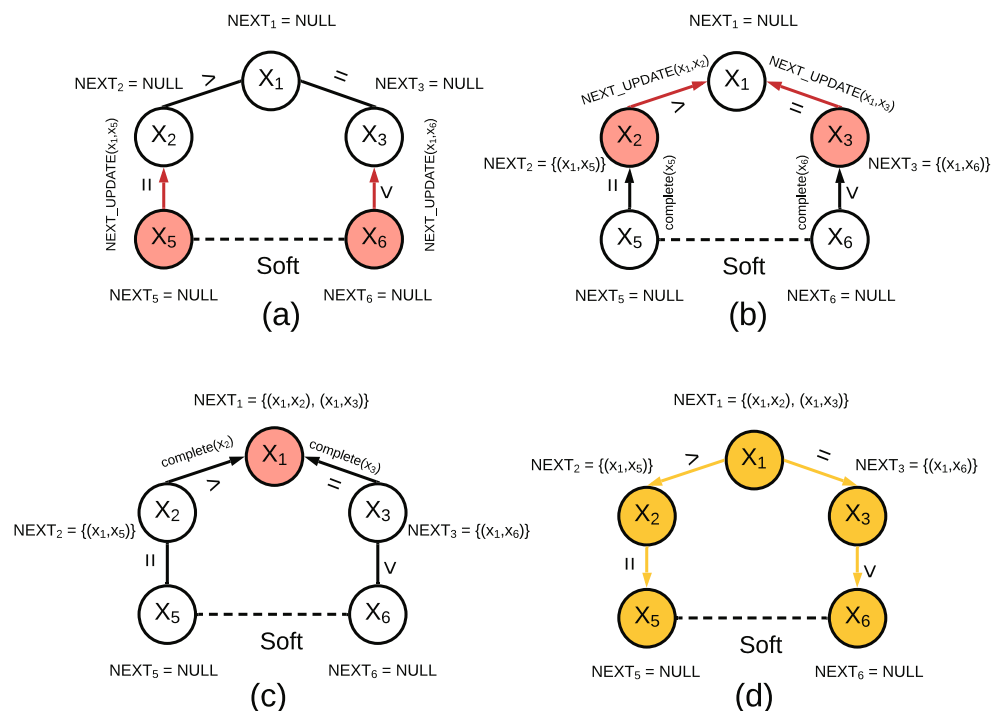 NEXT₁ = NULL
NEXT₂ = NULL
>
X₁
=
NEXT₃ = NULL
X₂
X₃
NEXT_UPDATE(x₁,x₅)
=
NEXT_UPDATE(x₁,x₆)
>
X₅
X₆
Soft
NEXT₅ = NULL
NEXT₆ = NULL
(a)
NEXT₁ = NULL
NEXT_UPDATE(x₁,x₂)
>
X₁
NEXT_UPDATE(x₁,x₃)
=
X₂
X₃
NEXT₂ = {(x₁,x₅)}
NEXT₃ = {(x₁,x₆)}
=
complete(x₅)
complete(x₆)
>
X₅
X₆
Soft
NEXT₅ = NULL
NEXT₆ = NULL
(b)
NEXT₁ = {(x₁,x₂), (x₁,x₃)}
complete(x₂)
>
X₁
complete(x₃)
=
X₂
X₃
NEXT₂ = {(x₁,x₅)}
NEXT₃ = {(x₁,x₆)}
=
>
X₅
X₆
Soft
NEXT₅ = NULL
NEXT₆ = NULL
(c)
NEXT₁ = {(x₁,x₂), (x₁,x₃)}
NEXT₂ = {(x₁,x₅)}
>
X₁
=
NEXT₃ = {(x₁,x₆)}
X₂
X₃
=
>
X₅
X₆
Soft
NEXT₅ = NULL
NEXT₆ = NULL
(d)